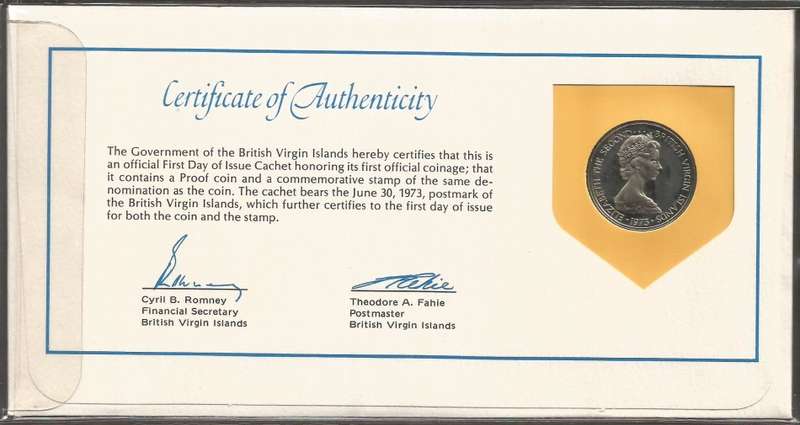 Certificate of Authenticity
The Government of the British Virgin Islands hereby certifies that this is
an official First Day of Issue Cachet honoring its first official coinage; that
it contains a Proof coin and a commemorative stamp of the same de-
nomination as the coin. The cachet bears the June 30, 1973, postmark of
the British Virgin Islands, which further certifies to the first day of issue
for both the coin and the stamp.
Cyril B. Romney
Financial Secretary
British Virgin Islands
Theodore A. Fahie
Postmaster
British Virgin Islands
ELIZABETH THE SECOND · BRITISH VIRGIN ISLANDS
· 1973 ·